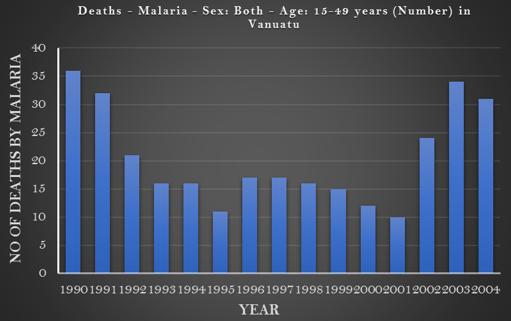 Deaths - Malaria - Sex: Both - Age: 15-49 years (Number) in
Vanuatu
NO OF DEATHS BY MALARIA
40
35
30
25
20
15
10
5
0
1990 1991 1992 1993 1994 1995 1996 1997 1998 1999 2000 2001 2002 2003 2004
YEAR